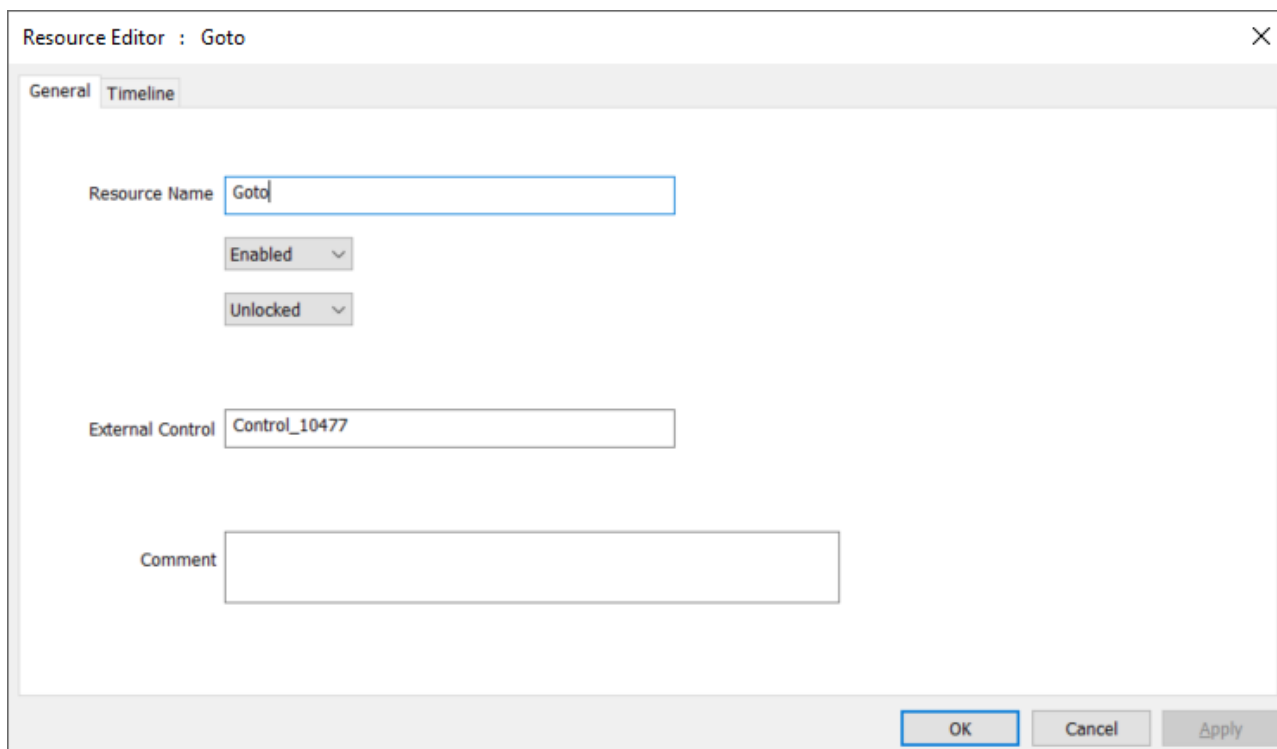 Resource Editor : Goto
General Timeline
Resource Name Goto
Enabled
Unlocked
External Control Control_10477
Comment
OK Cancel Apply